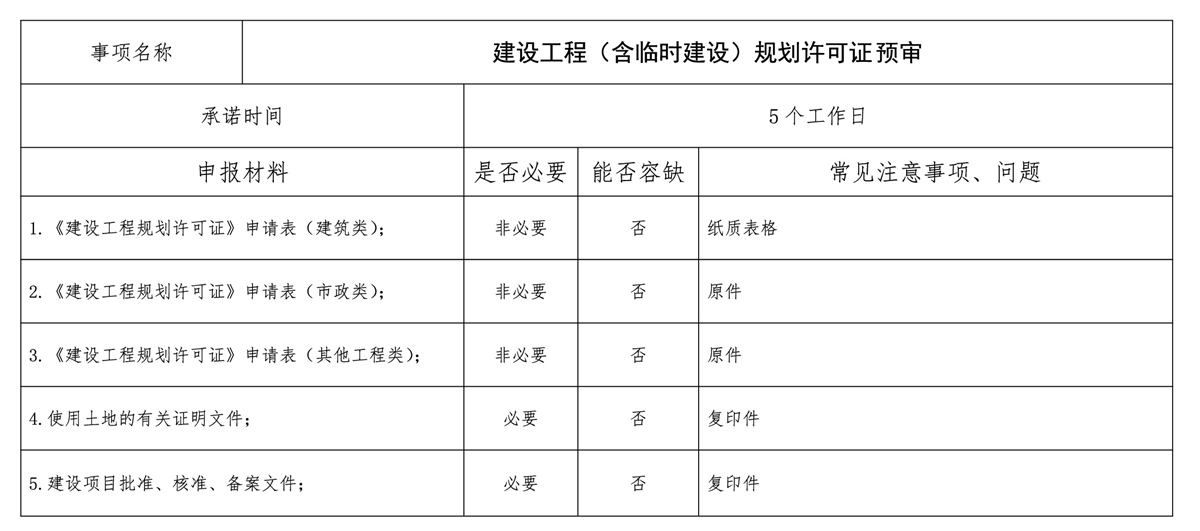 事项名称 建设工程（含临时建设）规划许可证预审
承诺时间 5个工作日
申报材料 是否必要 能否容缺 常见注意事项、问题
1.《建设工程规划许可证》申请表（建筑类）； 非必要 否 纸质表格
2.《建设工程规划许可证》申请表（市政类）； 非必要 否 原件
3.《建设工程规划许可证》申请表（其他工程类）； 非必要 否 原件
4.使用土地的有关证明文件； 必要 否 复印件
5.建设项目批准、核准、备案文件； 必要 否 复印件